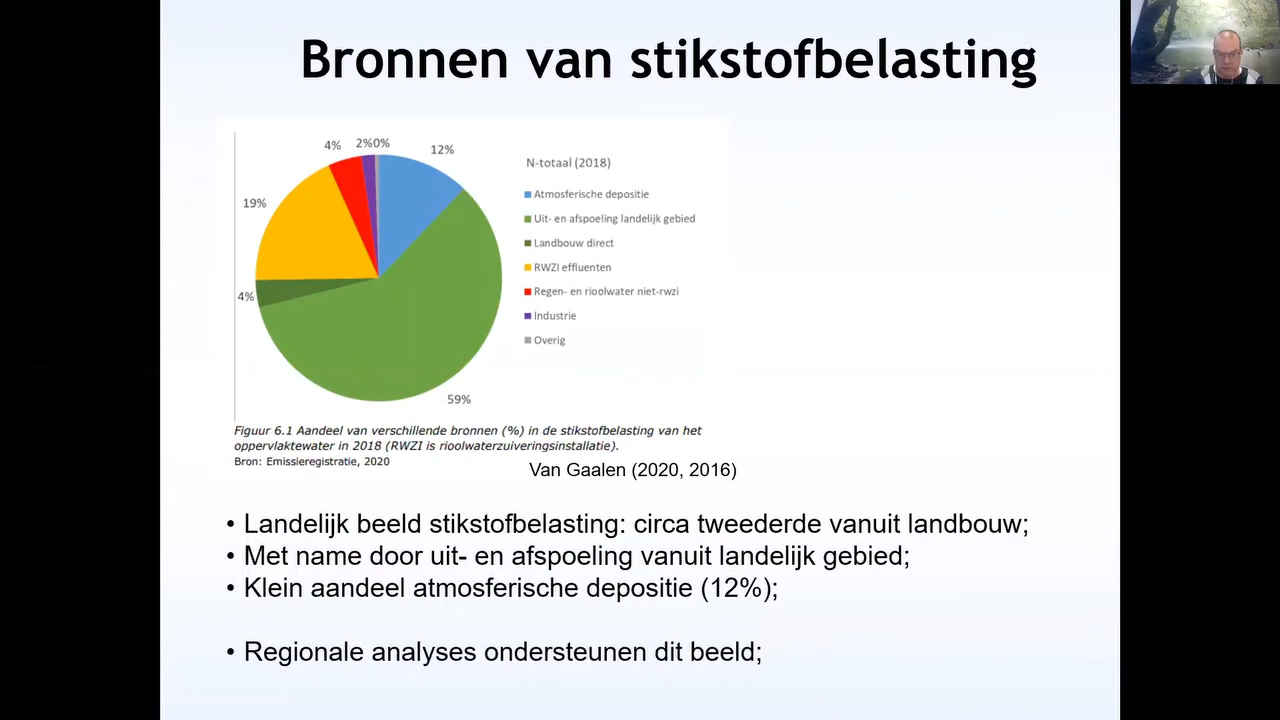 Bronnen van stikstofbelasting
4%
2%
0%
12%
19%
4%
59%
N-totaal (2018)
Atmosferische depositie
Uit- en afspoeling landelijk gebied
Landbouw direct
RWZI effluenten
Regen- en rioolwater niet-rwzi
Industrie
Overig
Figuur 6.1 Aandeel van verschillende bronnen (%) in de stikstofbelasting van het
oppervlaktewater in 2018 (RWZI is rioolwaterzuiveringsinstallatie).
Bron: Emissieregistratie, 2020
Van Gaalen (2020, 2016)
• Landelijk beeld stikstofbelasting: circa tweederde vanuit landbouw;
• Met name door uit- en afspoeling vanuit landelijk gebied;
• Klein aandeel atmosferische depositie (12%);
• Regionale analyses ondersteunen dit beeld;